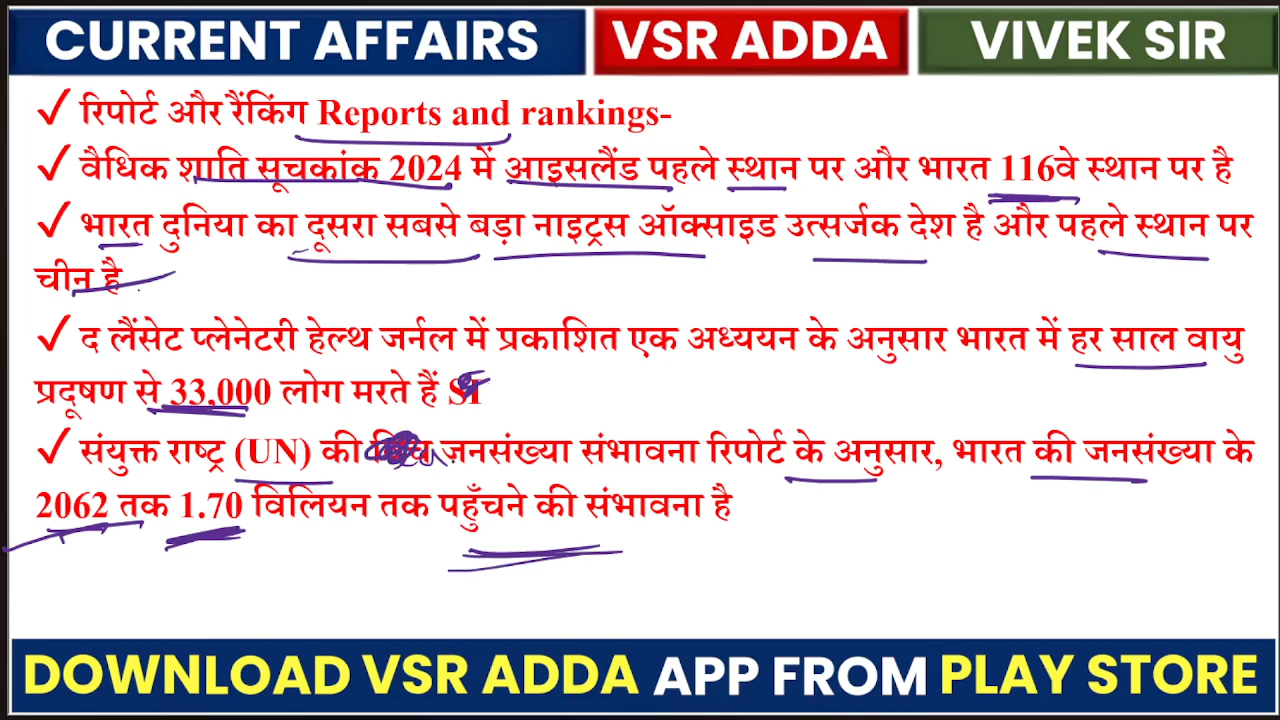 CURRENT AFFAIRS VSR ADDA VIVEK SIR
✓ रिपोर्ट और रैंकिंग Reports and rankings-
✓ वैधिक शाति सूचकांक 2024 में आइसलैंड पहले स्थान पर और भारत 116वे स्थान पर है
✓ भारत दुनिया का दूसरा सबसे बड़ा नाइट्रस ऑक्साइड उत्सर्जक देश है और पहले स्थान पर
चीन है
✓ द लैंसेट प्लेनेटरी हेल्थ जर्नल में प्रकाशित एक अध्ययन के अनुसार भारत में हर साल वायु
प्रदूषण से 33,000 लोग मरते हैं
✓ संयुक्त राष्ट्र (UN) की जनसंख्या संभावना रिपोर्ट के अनुसार, भारत की जनसंख्या के
2062 तक 1.70 विलियन तक पहुँचने की संभावना है
DOWNLOAD VSR ADDA APP FROM PLAY STORE